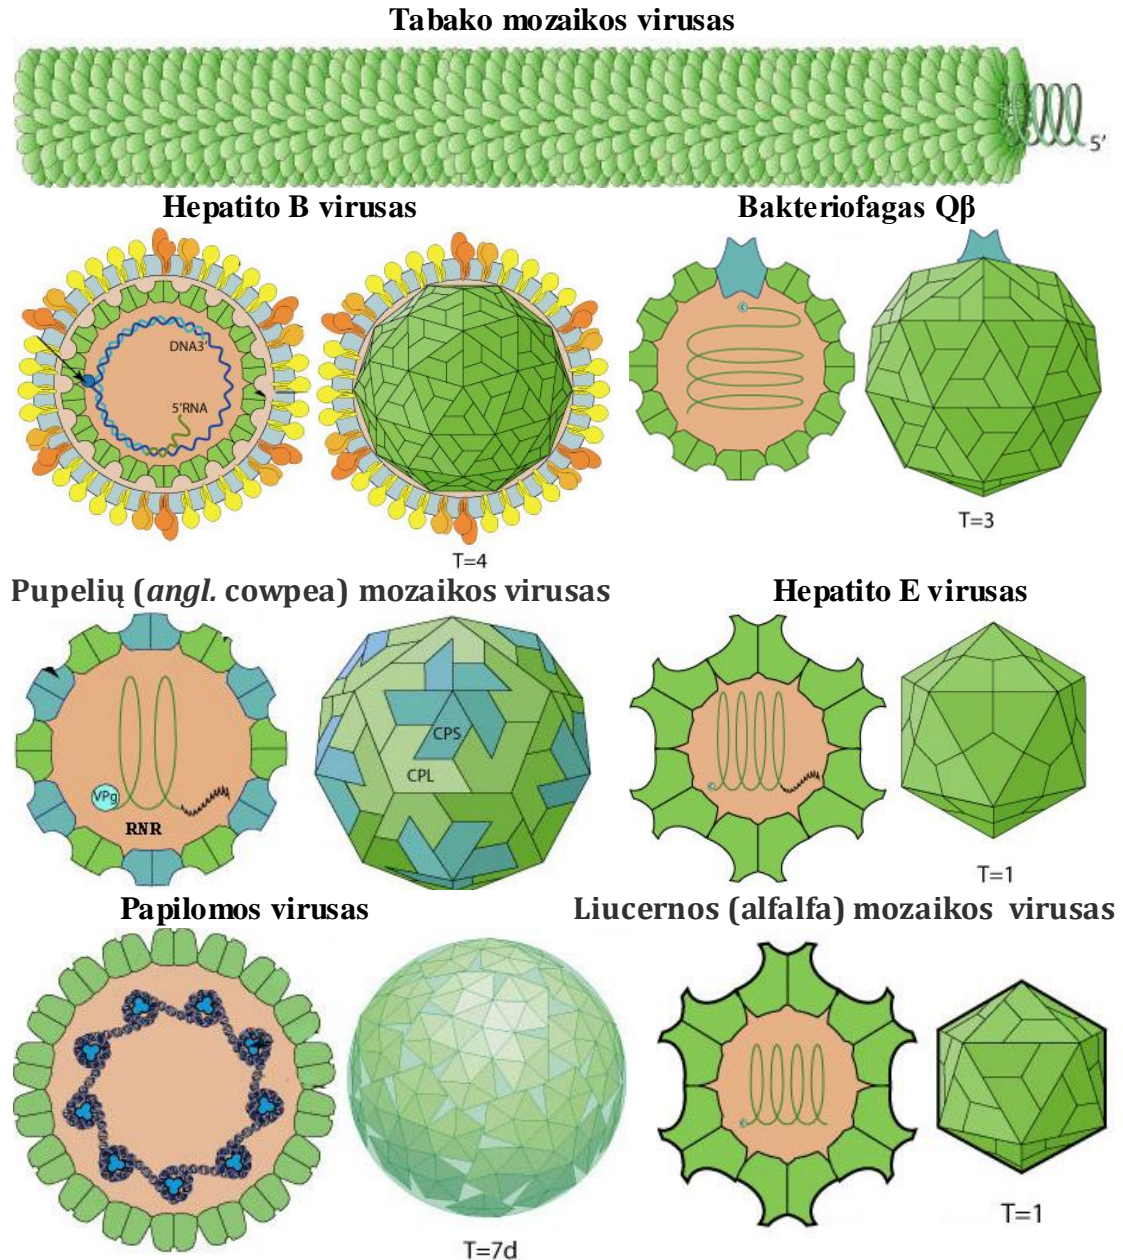 Tabako mozaikos virusas
5'
Hepatito B virusas
Bakteriofagas Qβ
DNA3'
5'RNA
T=4
T=3
Pupelių (angl. cowpea) mozaikos virusas
Hepatito E virusas
CPS
CPL
VPg
RNR
T=1
Papilomos virusas
Liucernos (alfalfa) mozaikos virusas
T=7d
T=1